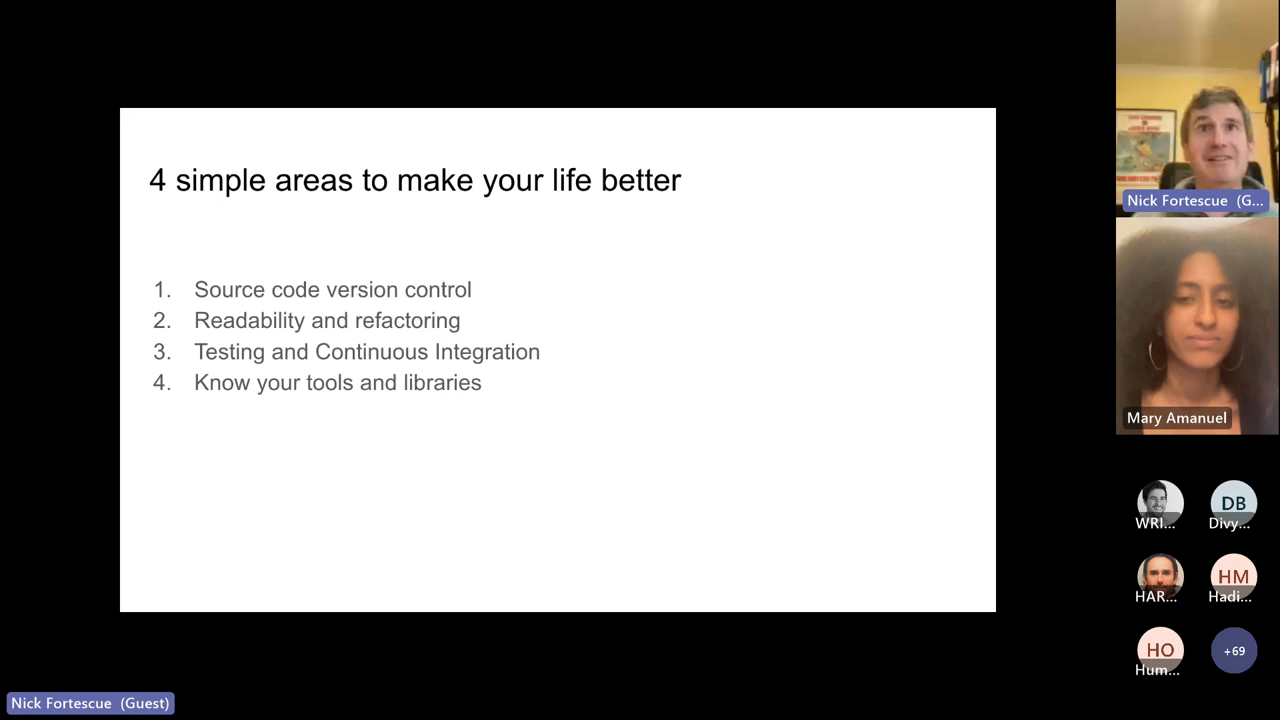 4 simple areas to make your life better
1. Source code version control
2. Readability and refactoring
3. Testing and Continuous Integration
4. Know your tools and libraries
Nick Fortescue (G...
Mary Amanuel
DB
WRI...
Divy...
HM
HAR...
Hadi...
HO
+69
Hum...
Nick Fortescue (Guest)